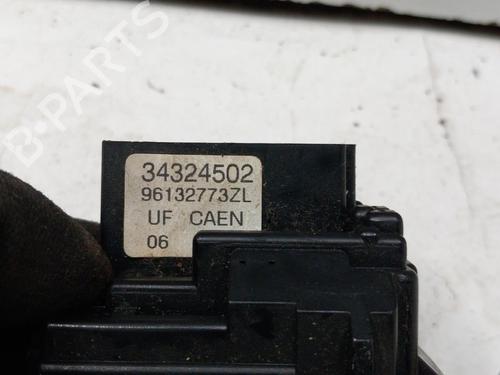 B-PARTS
34324502
96132773ZL
UF CAEN
06